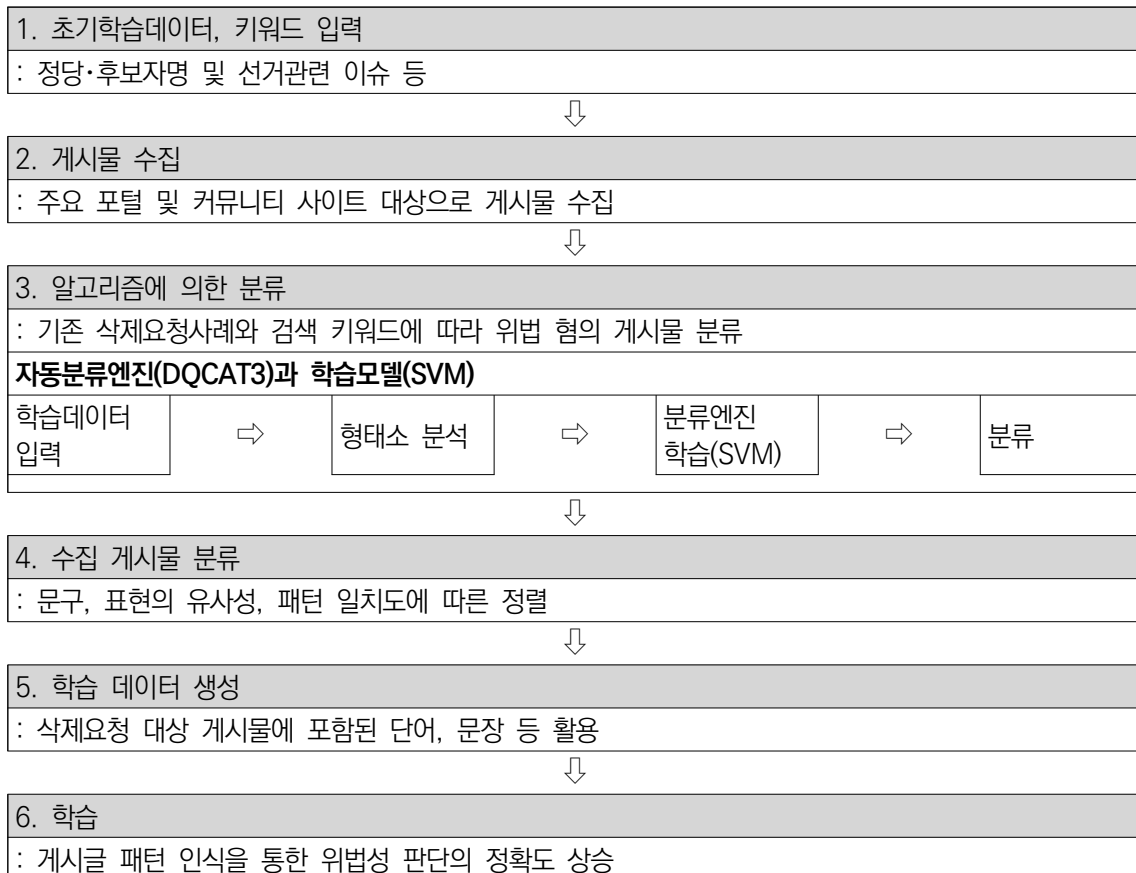 1. 초기학습데이터, 키워드 입력
: 정당·후보자명 및 선거관련 이슈 등
⇩
2. 게시물 수집
: 주요 포털 및 커뮤니티 사이트 대상으로 게시물 수집
⇩
3. 알고리즘에 의한 분류
: 기존 삭제요청사례와 검색 키워드에 따라 위법 혐의 게시물 분류
자동분류엔진(DQCAT3)과 학습모델(SVM)
학습데이터
입력
⇨
형태소 분석
⇨
분류엔진
학습(SVM)
⇨
분류
⇩
4. 수집 게시물 분류
: 문구, 표현의 유사성, 패턴 일치도에 따른 정렬
⇩
5. 학습 데이터 생성
: 삭제요청 대상 게시물에 포함된 단어, 문장 등 활용
⇩
6. 학습
: 게시글 패턴 인식을 통한 위법성 판단의 정확도 상승